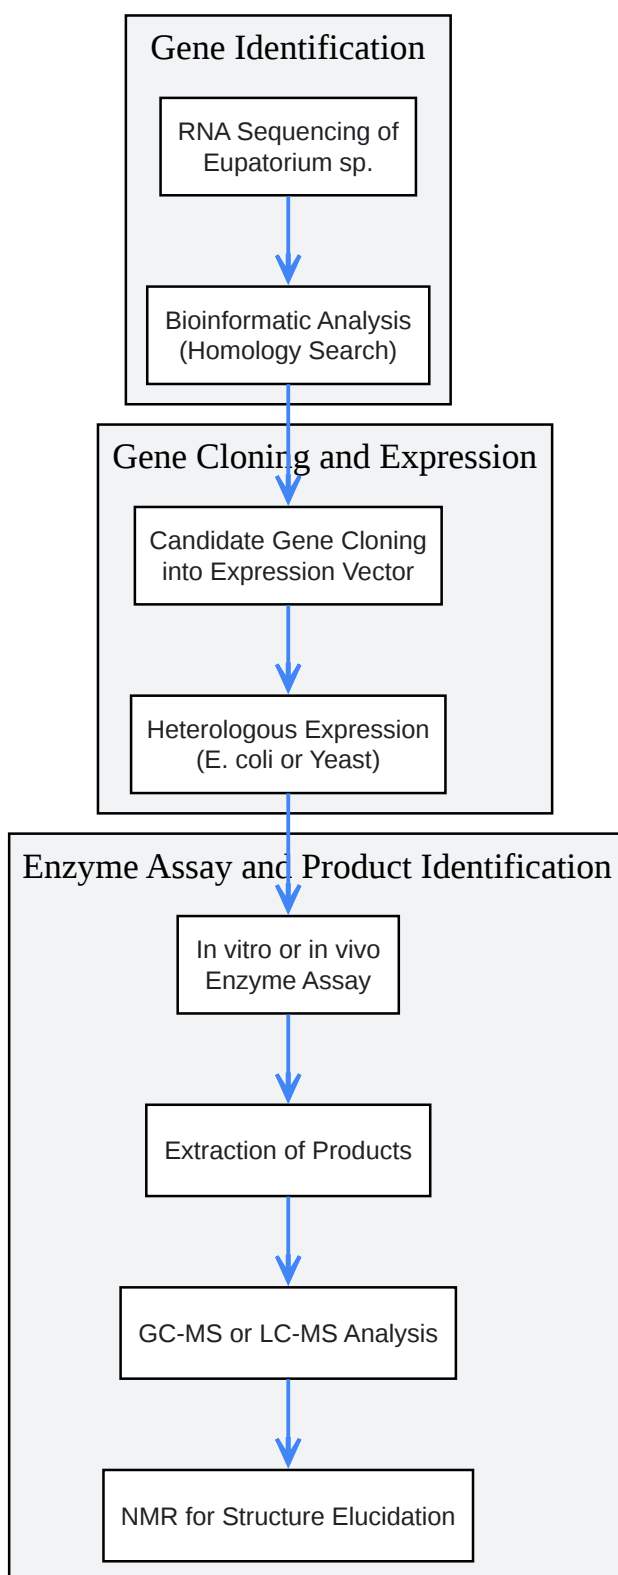 Gene Identification
RNA Sequencing of
Eupatorium sp.
Bioinformatic Analysis
(Homology Search)
Gene Cloning and Expression
Candidate Gene Cloning
into Expression Vector
Heterologous Expression
(E. coli or Yeast)
Enzyme Assay and Product Identification
In vitro or in vivo
Enzyme Assay
Extraction of Products
GC-MS or LC-MS Analysis
NMR for Structure Elucidation